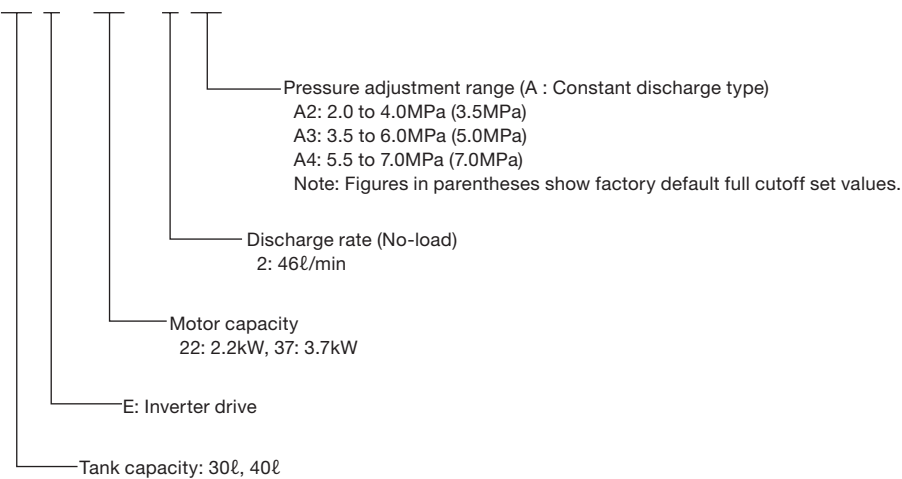 Pressure adjustment range (A : Constant discharge type)
A2: 2.0 to 4.0MPa (3.5MPa)
A3: 3.5 to 6.0MPa (5.0MPa)
A4: 5.5 to 7.0MPa (7.0MPa)
Note: Figures in parentheses show factory default full cutoff set values.
Discharge rate (No-load)
2: 46ℓ/min
Motor capacity
22: 2.2kW, 37: 3.7kW
E: Inverter drive
Tank capacity: 30ℓ, 40ℓ